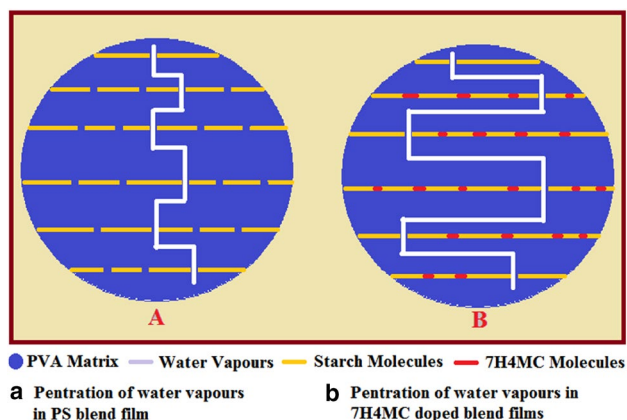 A
B
PVA Matrix Water Vapours Starch Molecules 7H4MC Molecules
a Pentration of water vapours
in PS blend film
b Pentration of water vapours in
7H4MC doped blend films